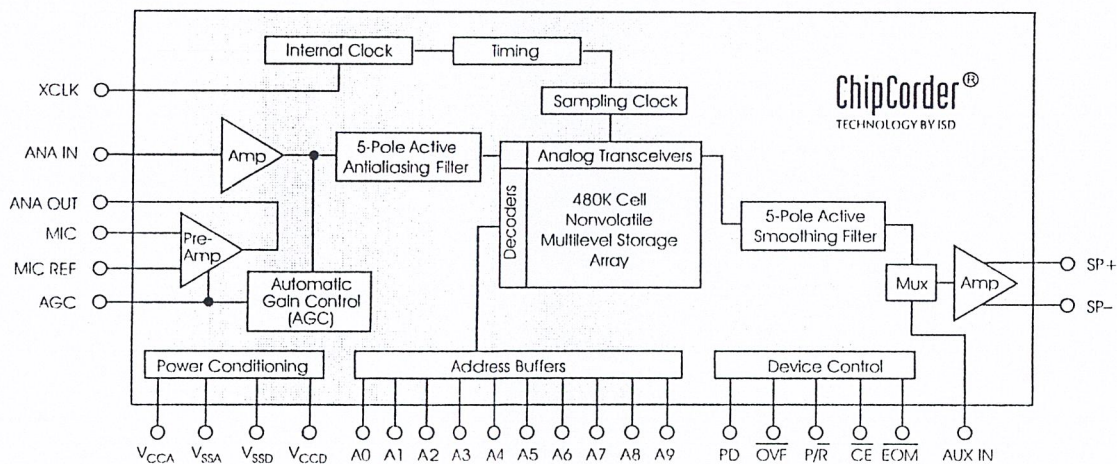 Internal Clock
Timing
XCLK
Sampling Clock
ChipCorder®
TECHNOLOGY BY ISD
ANA IN
Amp
5-Pole Active
Antialiasing Filter
Decoders
Analog Transceivers
480K Cell
Nonvolatile
Multilevel Storage
Array
ANA OUT
MIC
Pre-
Amp
MIC REF
AGC
Automatic
Gain Control
(AGC)
5-Pole Active
Smoothing Filter
Mux
Amp
SP+
SP−
Power Conditioning
Address Buffers
Device Control
VCCA VSSA VSSD VCCD A0 A1 A2 A3 A4 A5 A6 A7 A8 A9 PD O̅V̅F̅ P/R̅ C̅E̅ E̅O̅M̅ AUX IN